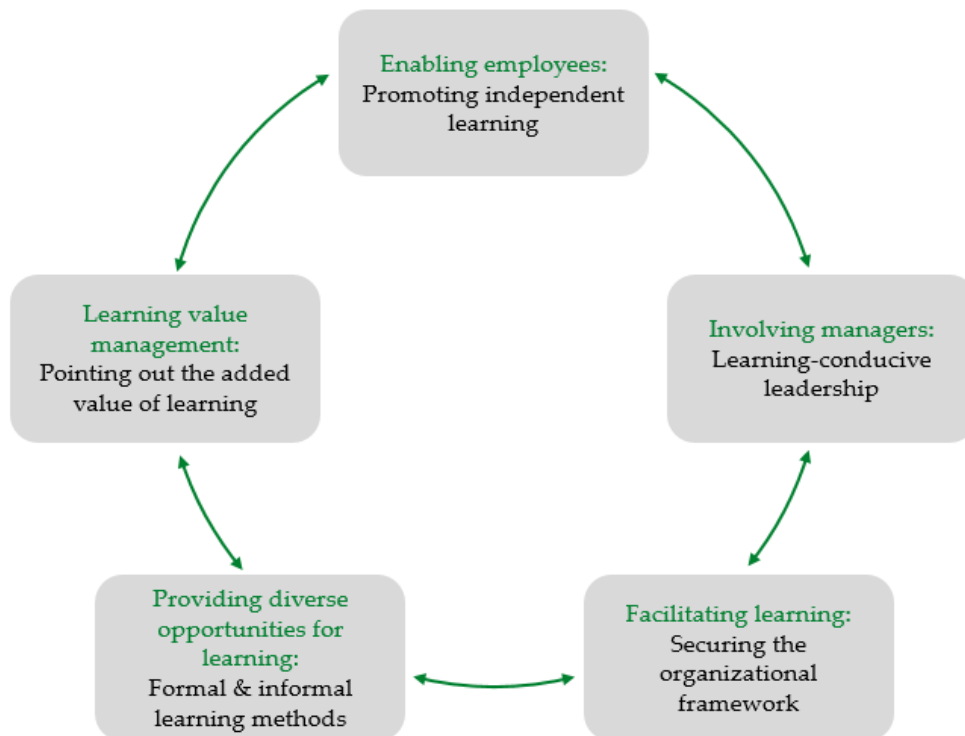 Enabling employees:
Promoting independent
learning
Learning value
management:
Pointing out the added
value of learning
Involving managers:
Learning-conducive
leadership
Providing diverse
opportunities for
learning:
Formal & informal
learning methods
Facilitating learning:
Securing the
organizational
framework